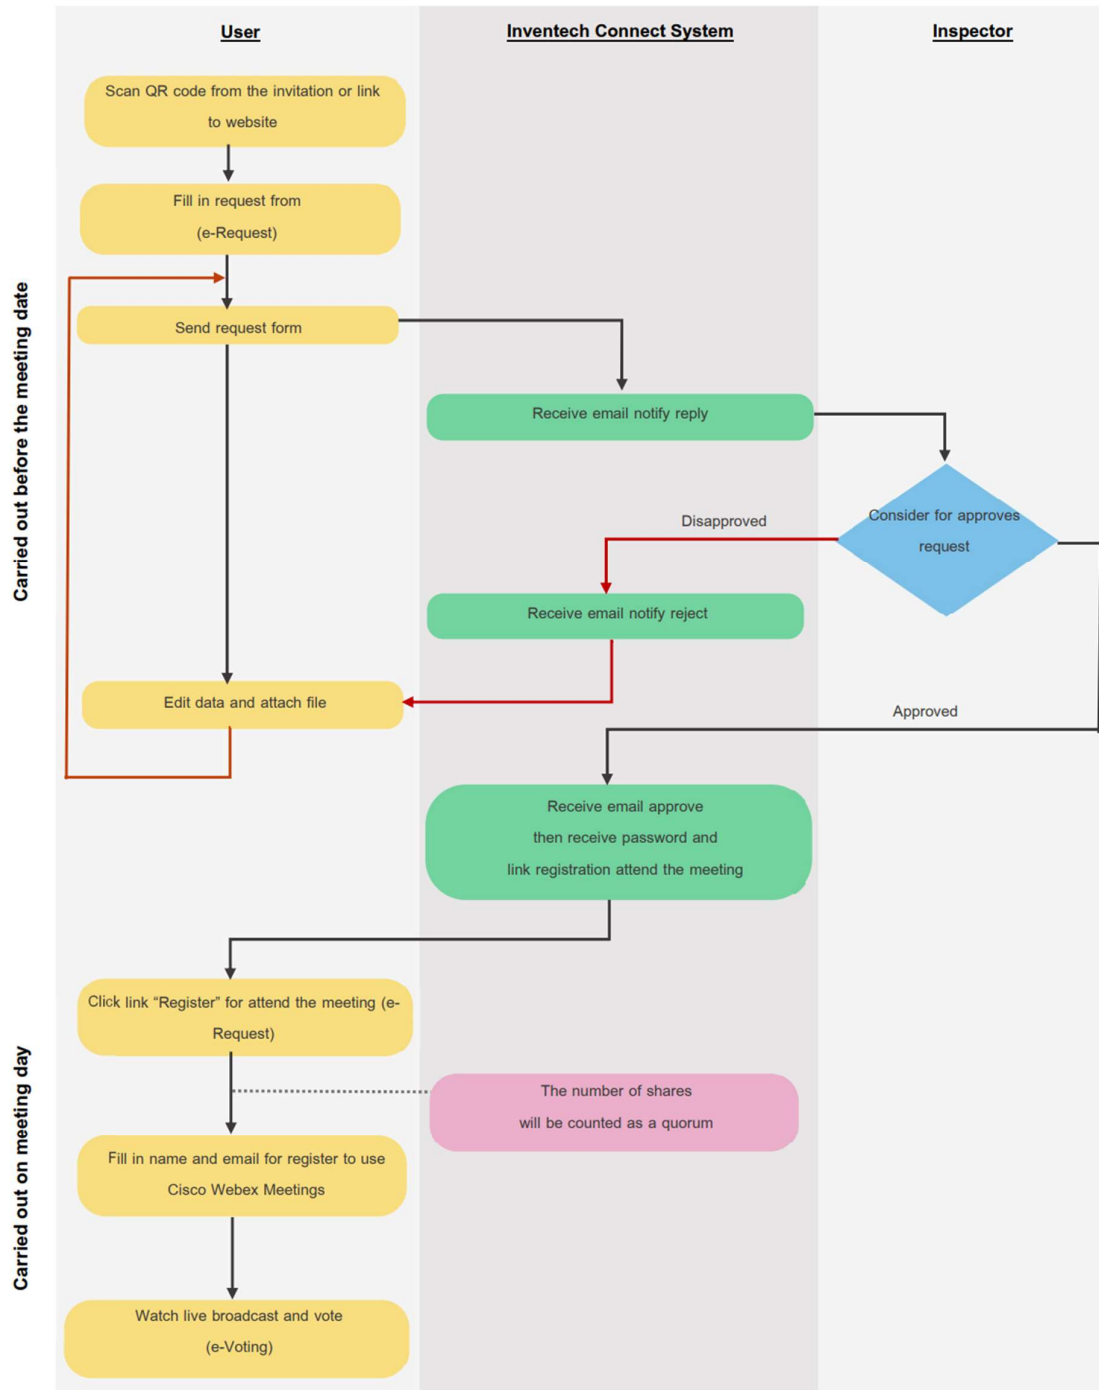 User
Inventech Connect System
Inspector
Carried out before the meeting date
Scan QR code from the invitation or link
to website
Fill in request from
(e-Request)
Send request form
Receive email notify reply
Consider for approves
request
Disapproved
Receive email notify reject
Edit data and attach file
Approved
Receive email approve
then receive password and
link registration attend the meeting
Carried out on meeting day
Click link “Register” for attend the meeting (e-
Request)
The number of shares
will be counted as a quorum
Fill in name and email for register to use
Cisco Webex Meetings
Watch live broadcast and vote
(e-Voting)